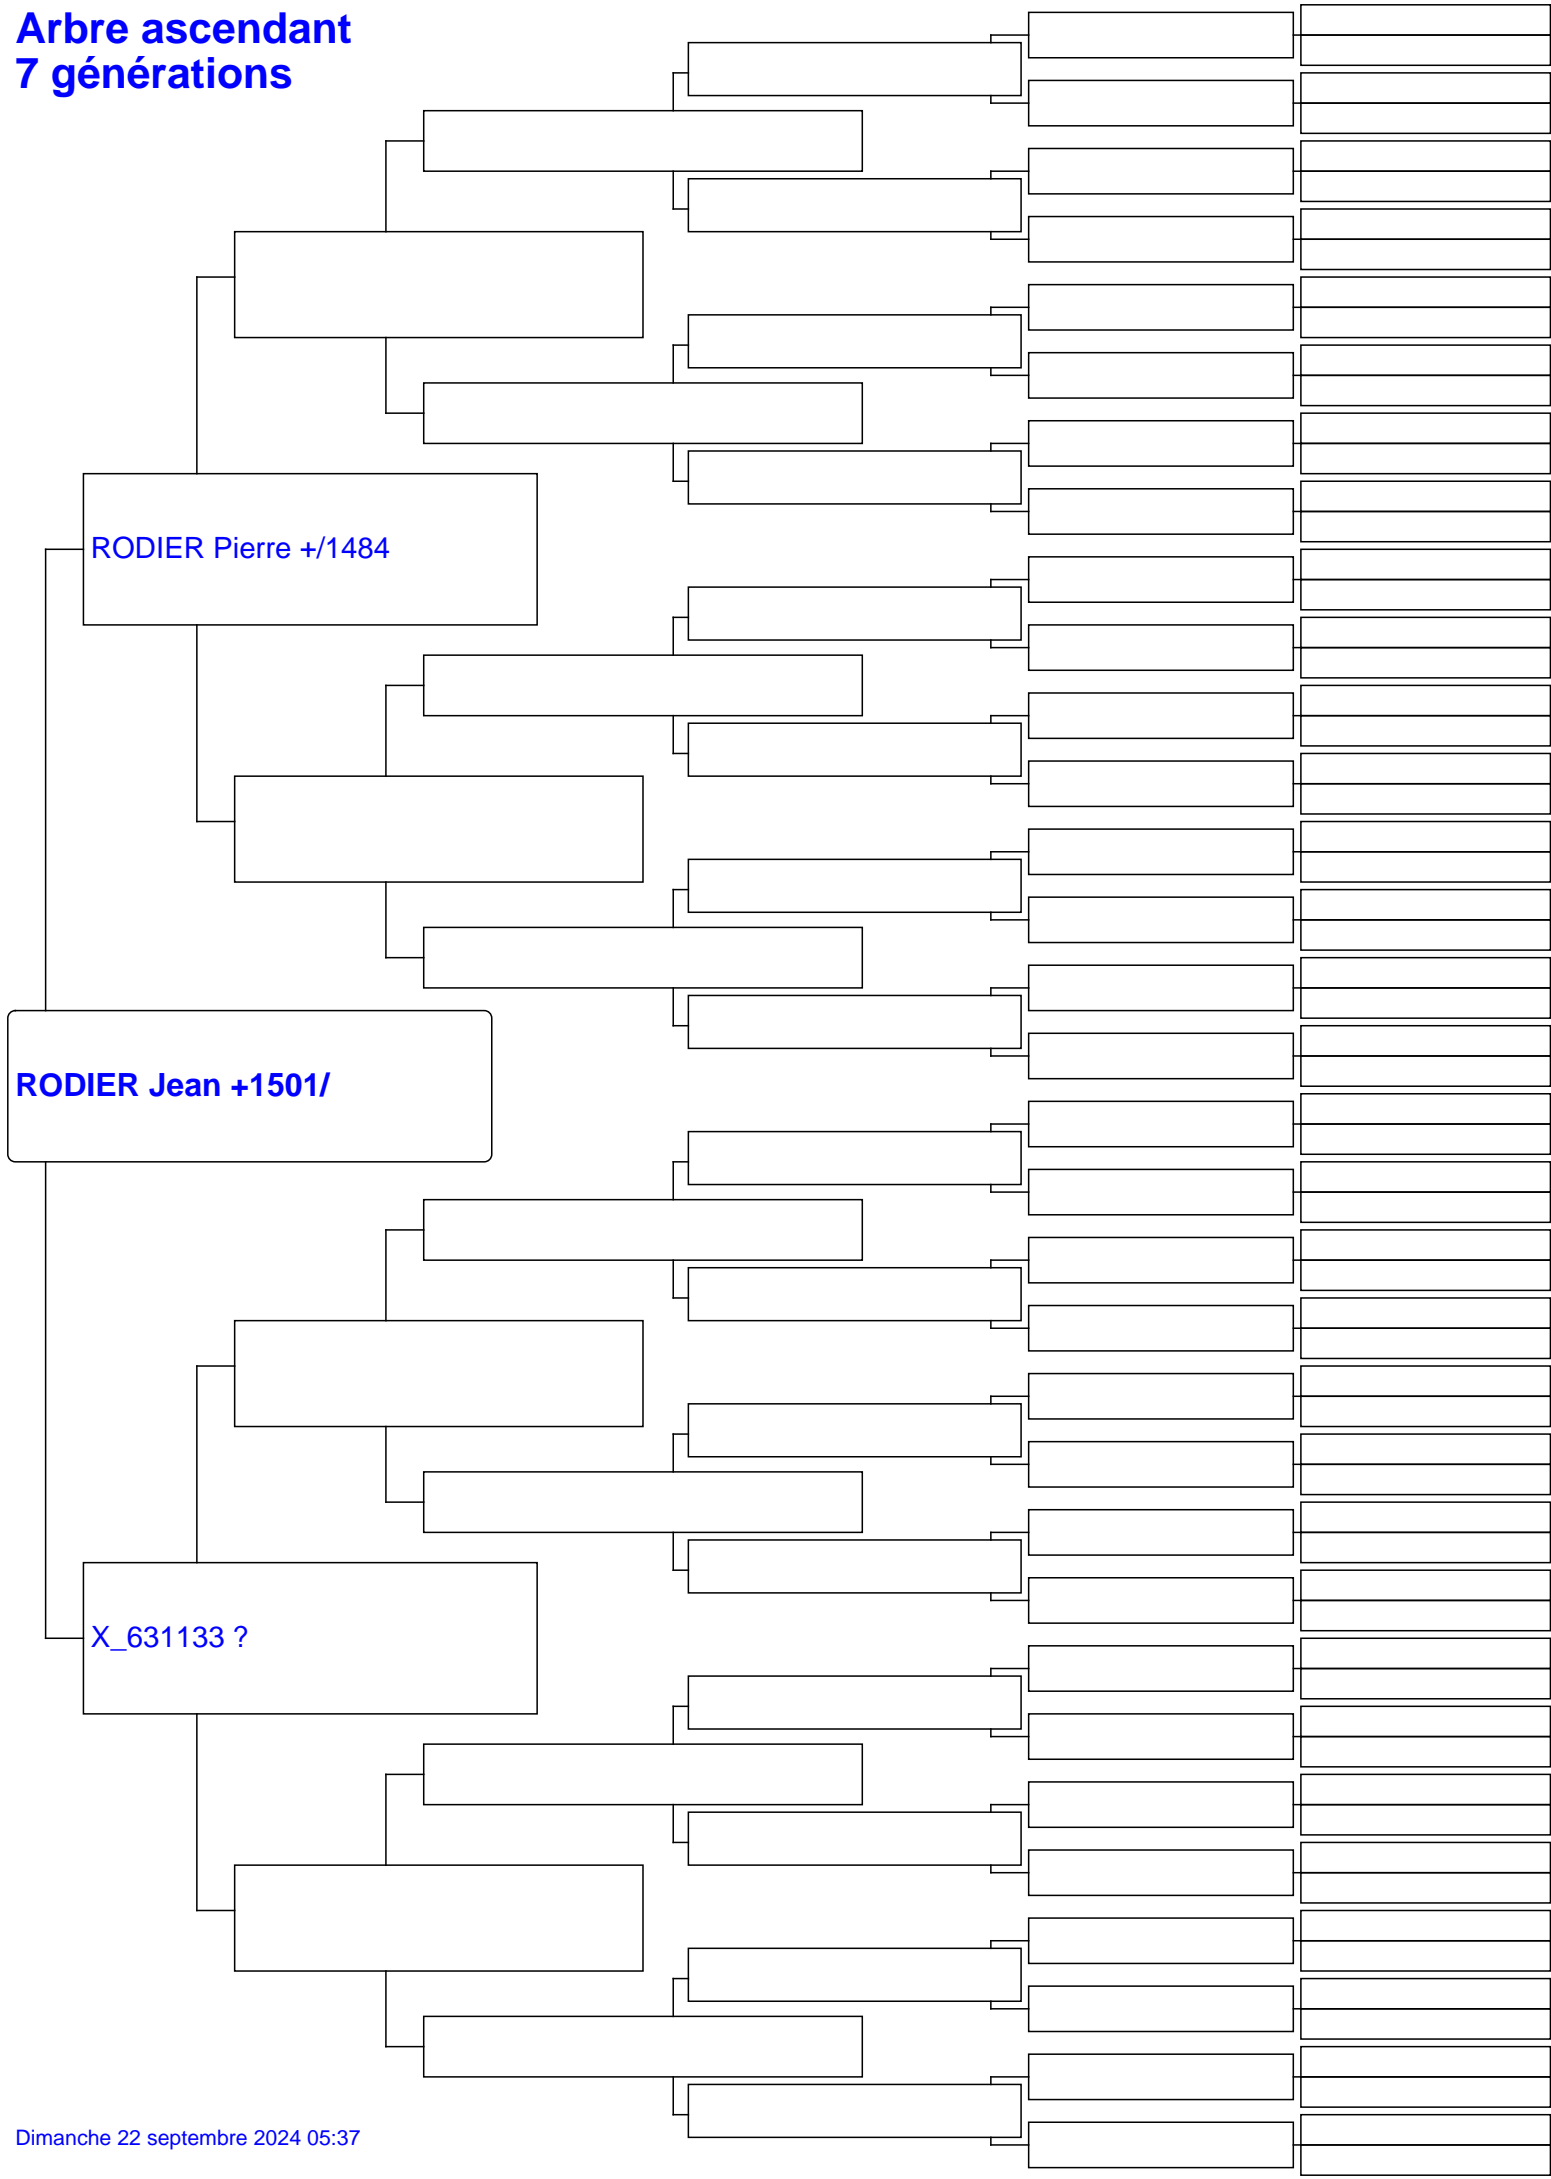 Arbre ascendant
7 générations
RODIER Pierre +/1484
RODIER Jean +1501/
X_631133 ?
Dimanche 22 septembre 2024 05:37